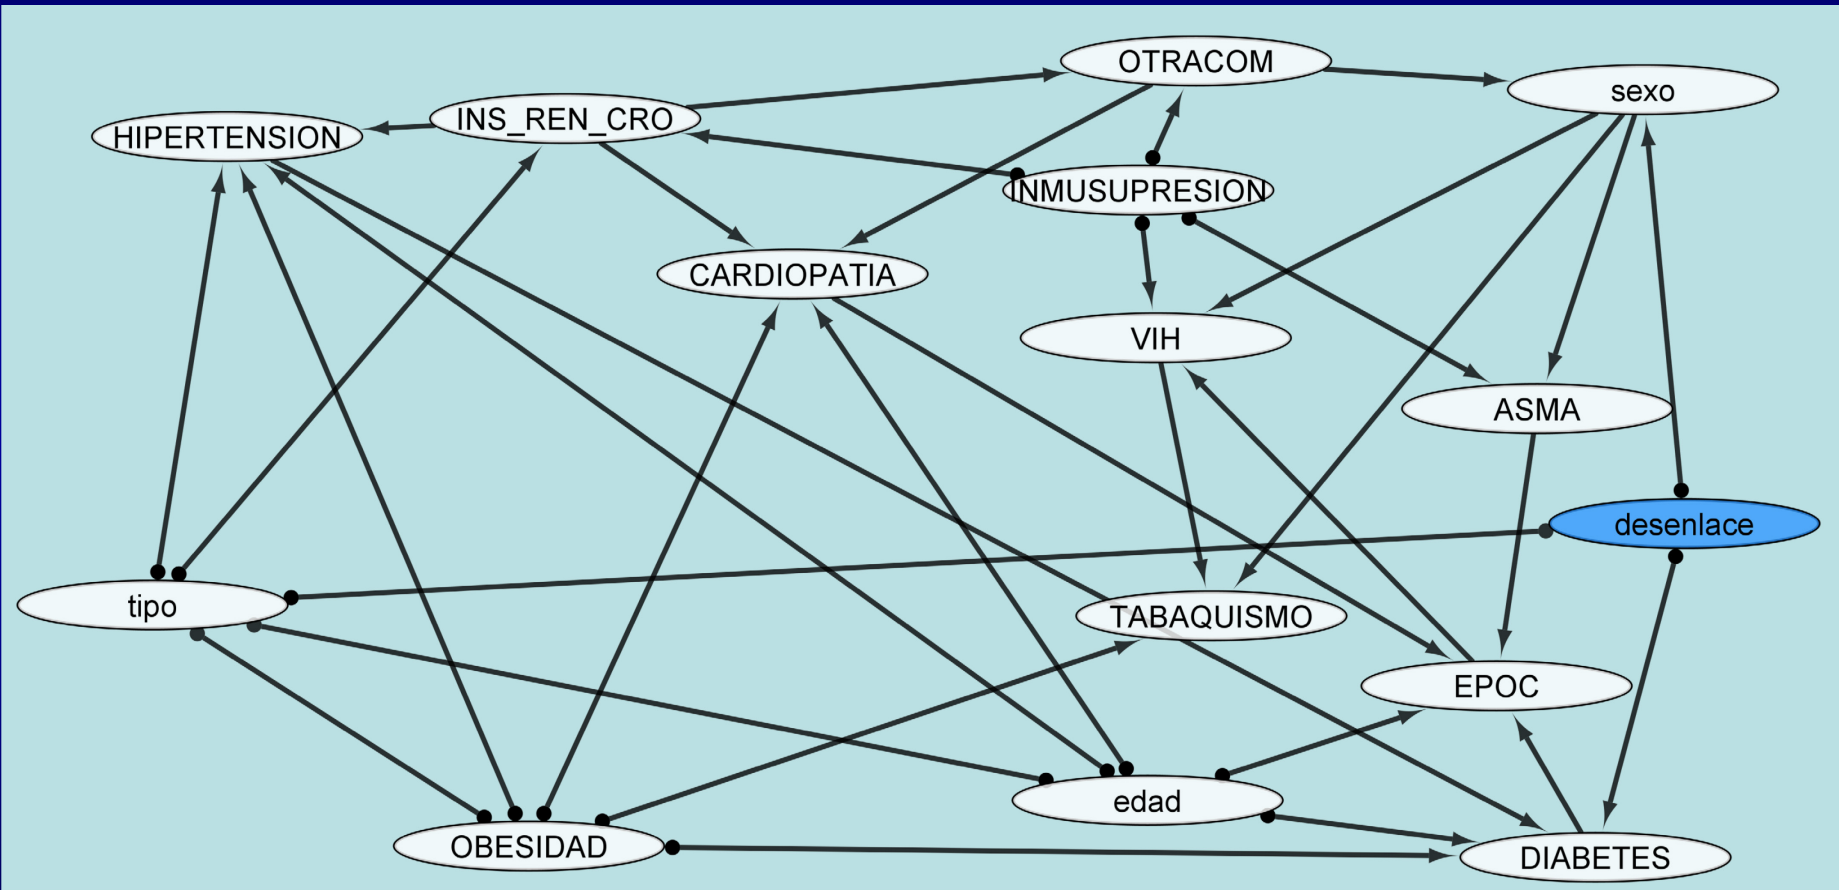 OTRACOM
sexo
HIPERTENSION
INS_REN_CRO
INMUSUPRESION
CARDIOPATIA
VIH
ASMA
desenlace
tipo
TABAQUISMO
EPOC
edad
OBESIDAD
DIABETES